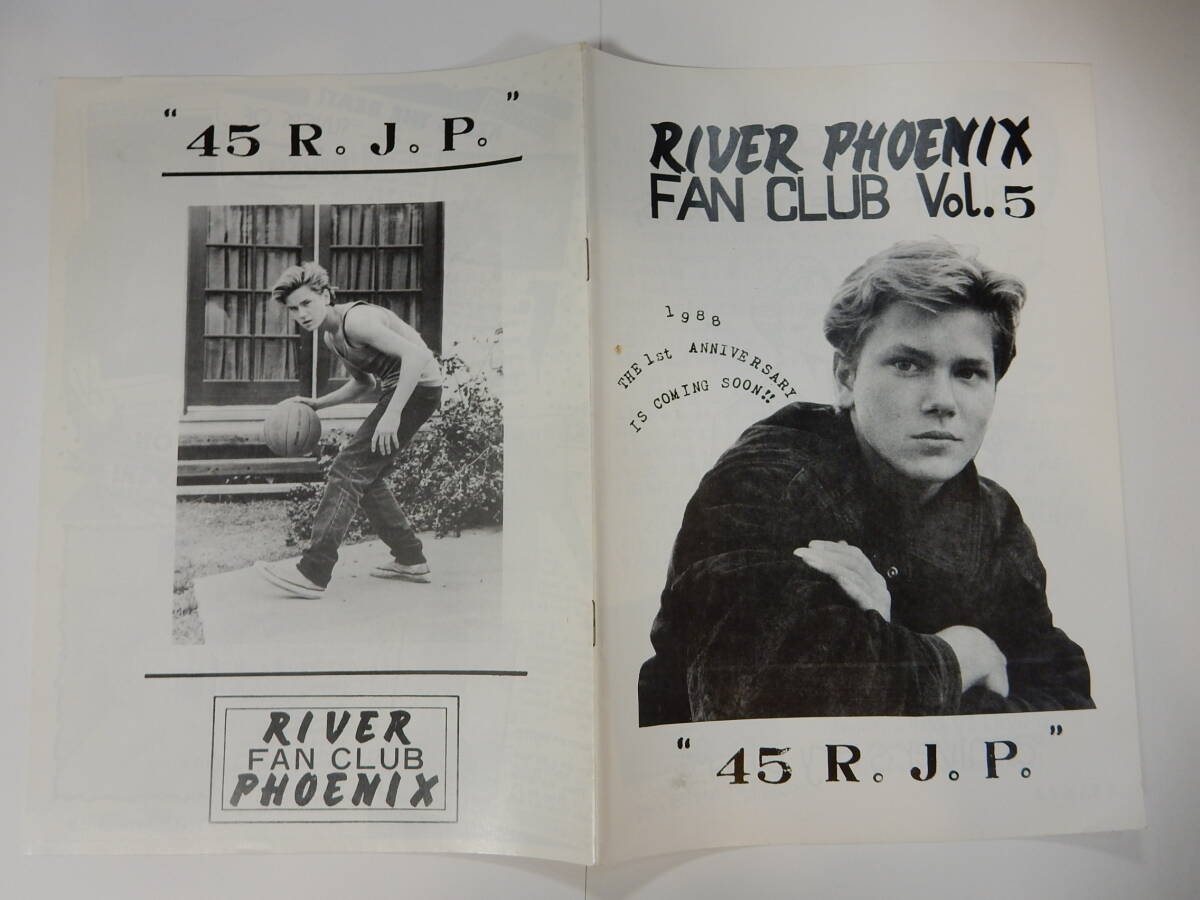 “45 R. J. P.”
RIVER
FAN CLUB
PHOENIX
RIVER PHOENIX
FAN CLUB Vol. 5
1988
THE 1st ANNIVERSARY
IS COMING SOON!!
“45 R. J. P.”